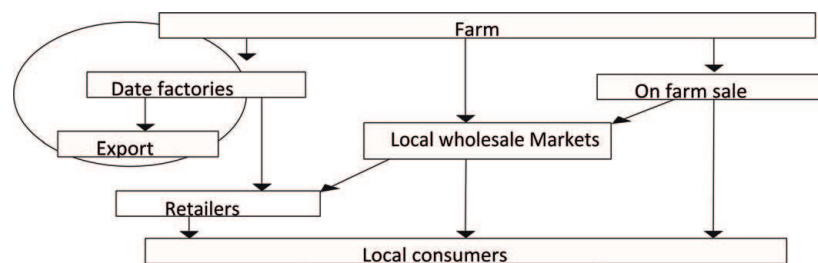 Farm
Date factories
On farm sale
Export
Local wholesale Markets
Retailers
Local consumers